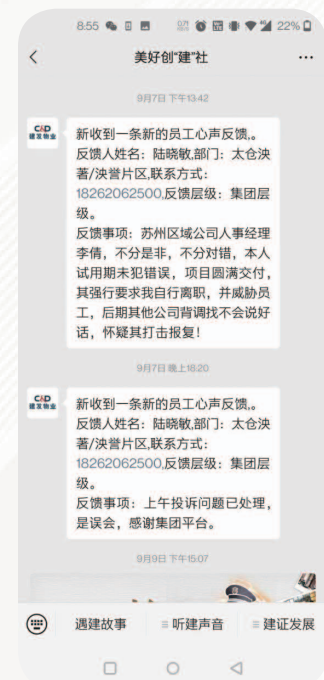 8:55
22%
美好创“建”社
9月7日 下午13:42
C&D
建发物业
新收到一条新的员工心声反馈,。
反馈人姓名：陆晓敏,部门：太仓泱
著/泱誉片区,联系方式：
18262062500,反馈层级：集团层
级。
反馈事项：苏州区域公司人事经理
李倩，不分是非，不分对错，本人
试用期未犯错误，项目圆满交付，
其强行要求我自行离职，并威胁员
工，后期其他公司背调找不会说好
话，怀疑其打击报复！
9月7日 晚上18:20
C&D
建发物业
新收到一条新的员工心声反馈,。
反馈人姓名：陆晓敏,部门：太仓泱
著/泱誉片区,联系方式：
18262062500,反馈层级：集团层
级。
反馈事项：上午投诉问题已处理，
是误会，感谢集团平台。
9月9日 下午15:07
遇建故事
听建声音
建证发展